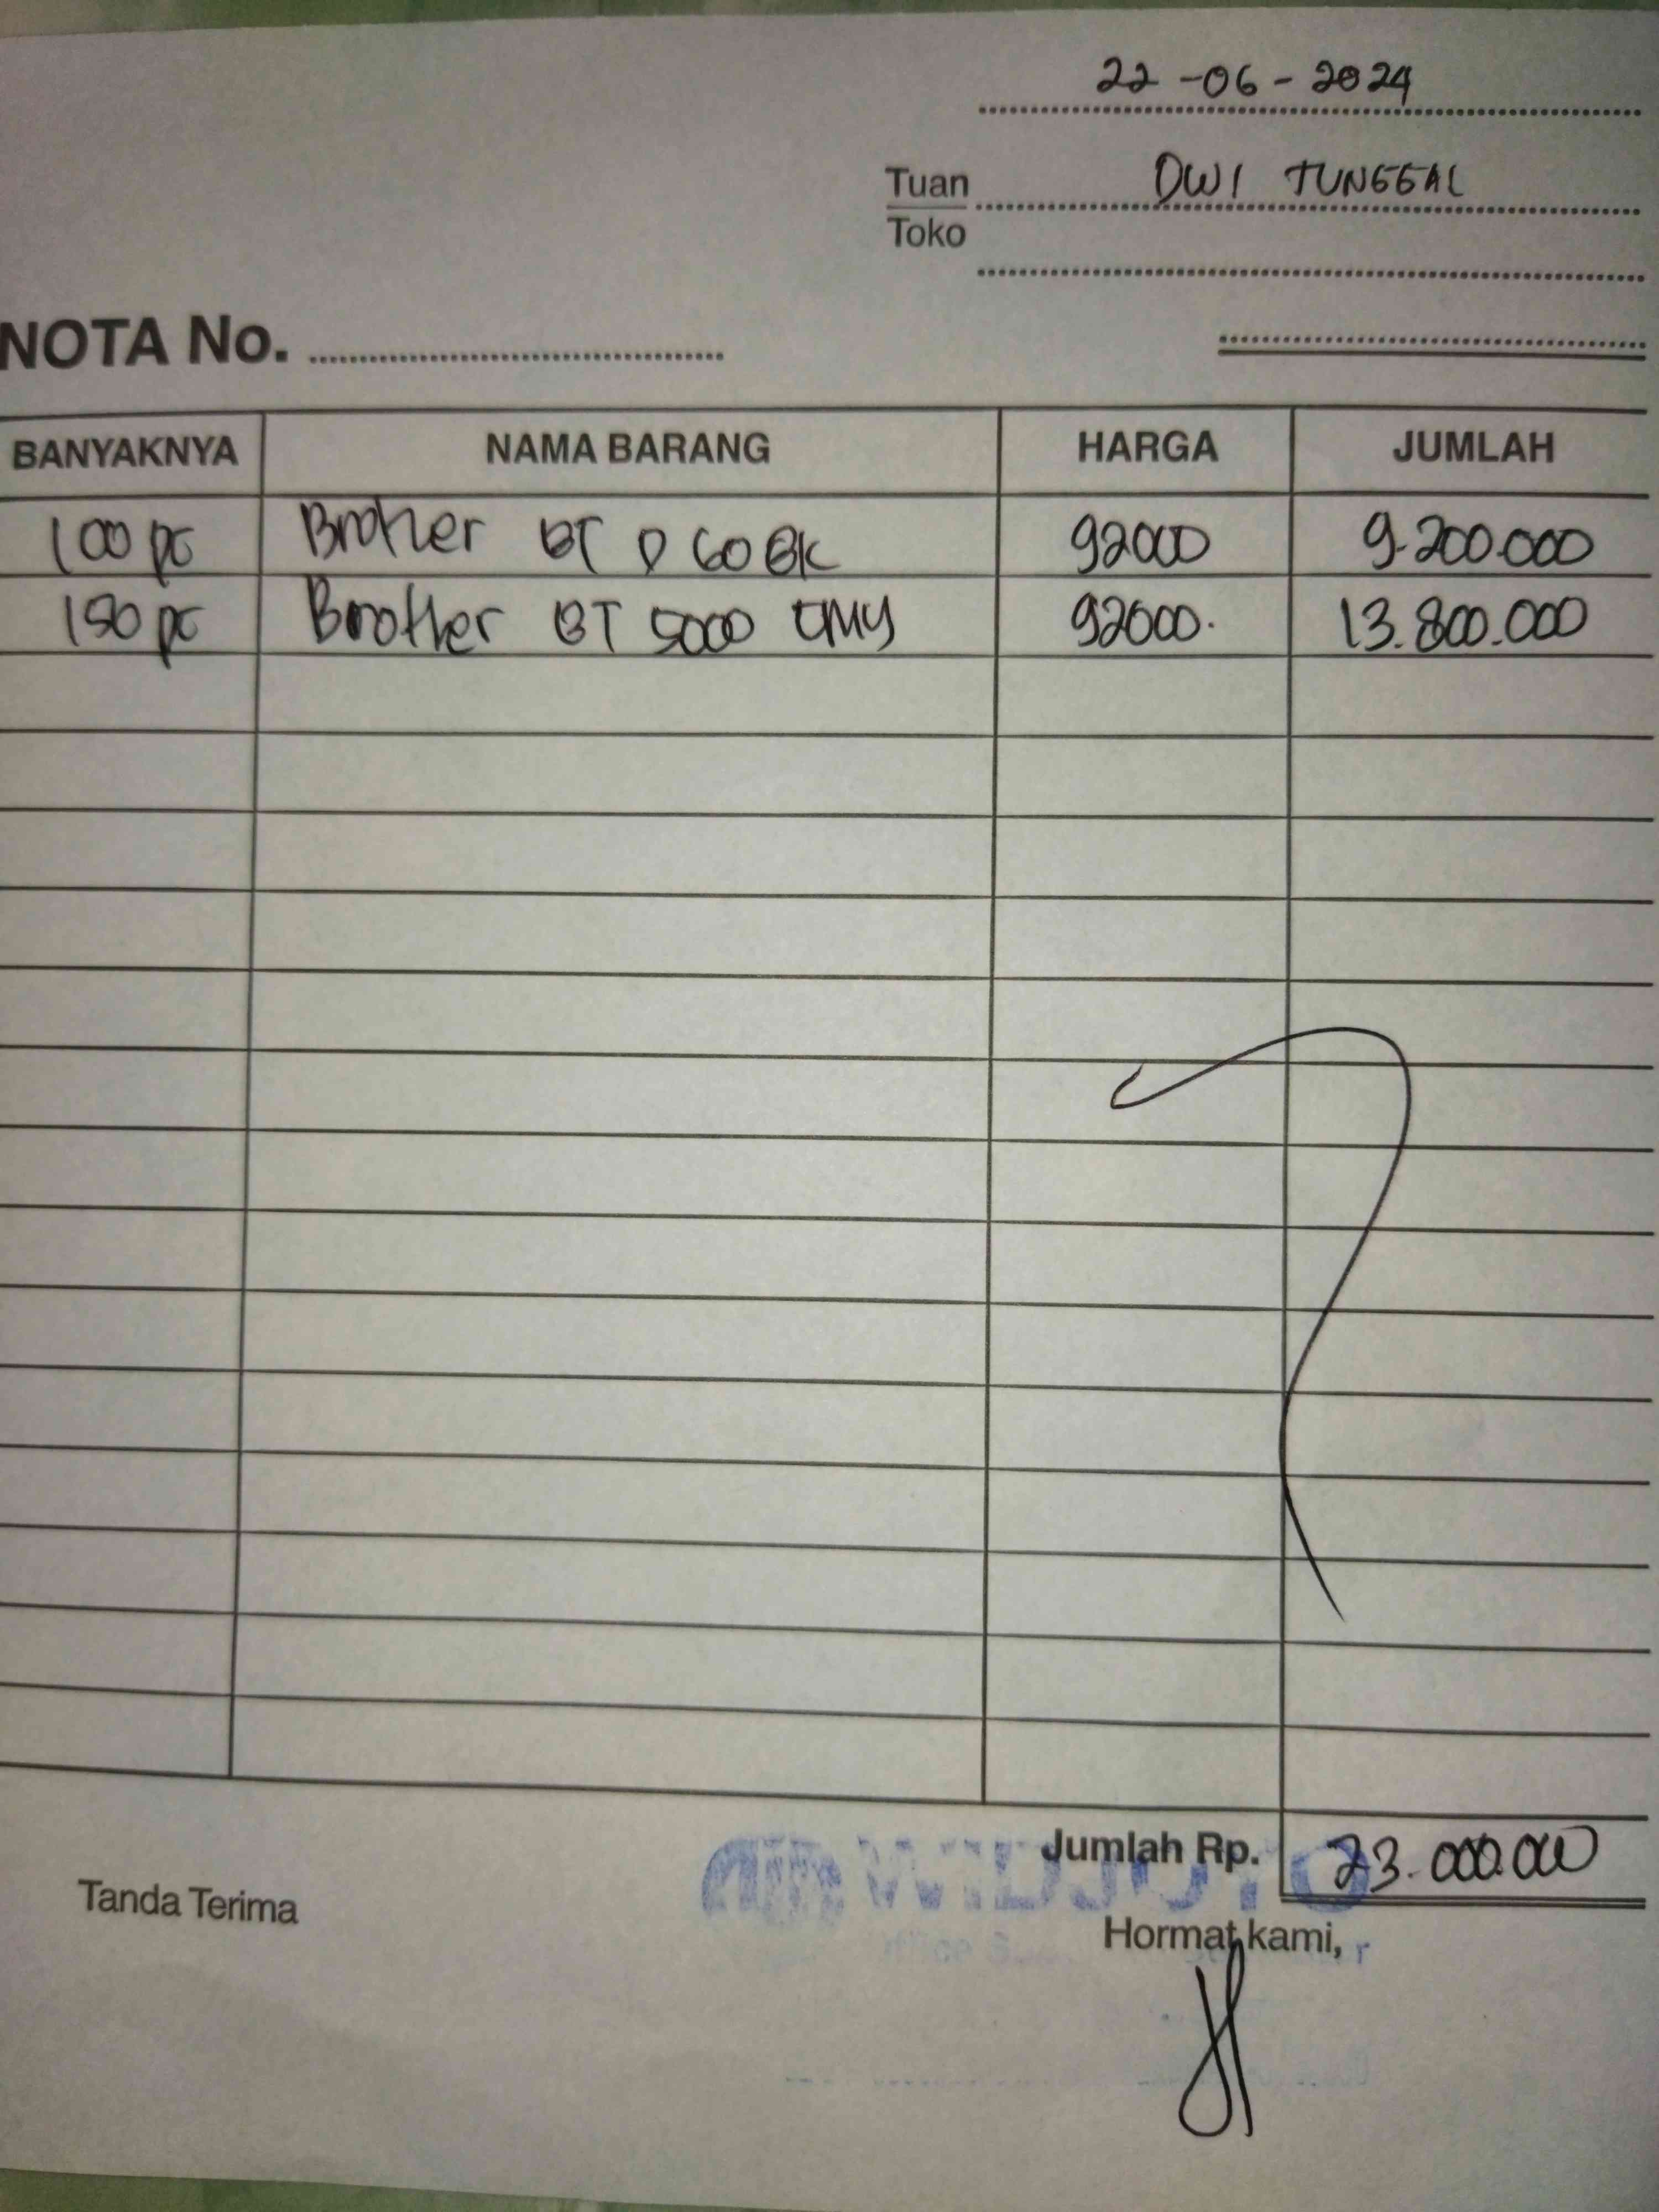 22-06-2024
Tuan DWI TUNGGAL
Toko
NOTA No.
BANYAKNYA NAMA BARANG HARGA JUMLAH
100 pc Brother BT D 60 BK 92000 9.200.000
150 pc Brother BT 5000 CMY 92000. 13.800.000
Jumlah Rp. 23.000.000
Tanda Terima
Hormat kami,